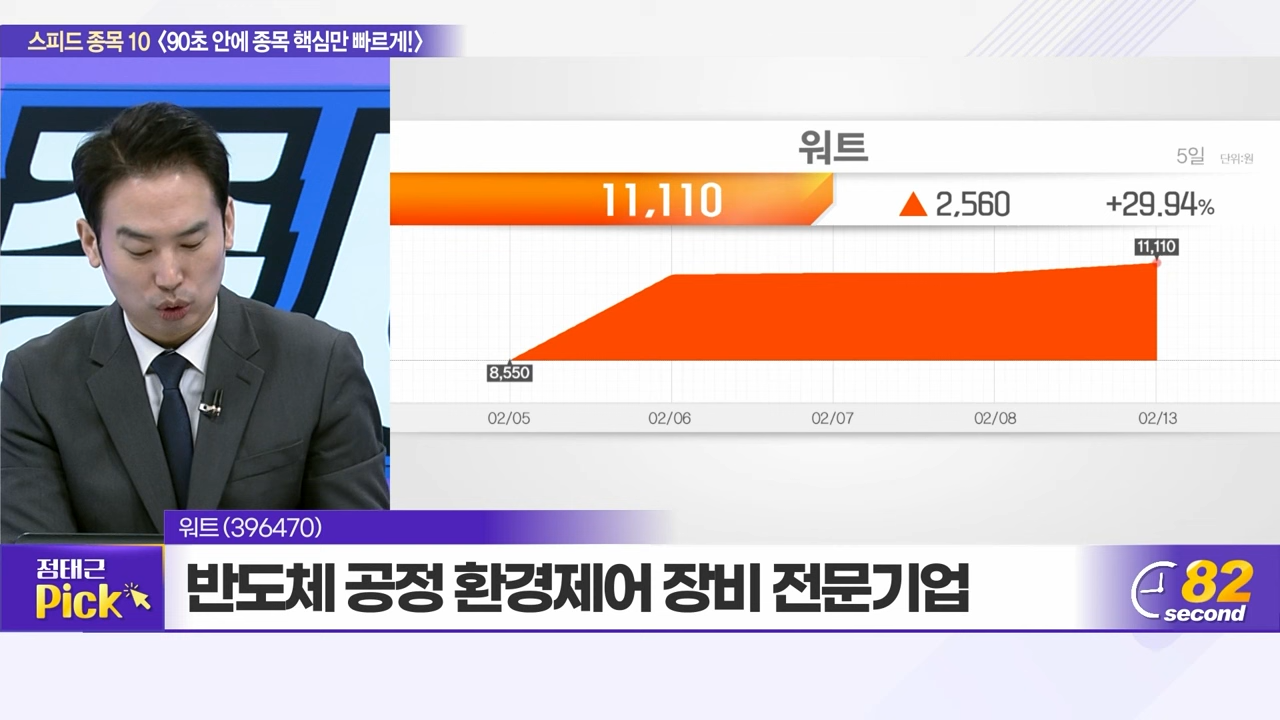 스피드 종목 10 <90초 안에 종목 핵심만 빠르게!>
워트
5일 단위:원
11,110 ▲ 2,560 +29.94%
11,110
8,550
02/05 02/06 02/07 02/08 02/13
워트(396470)
정태근
Pick
반도체 공정 환경제어 장비 전문기업
82
second